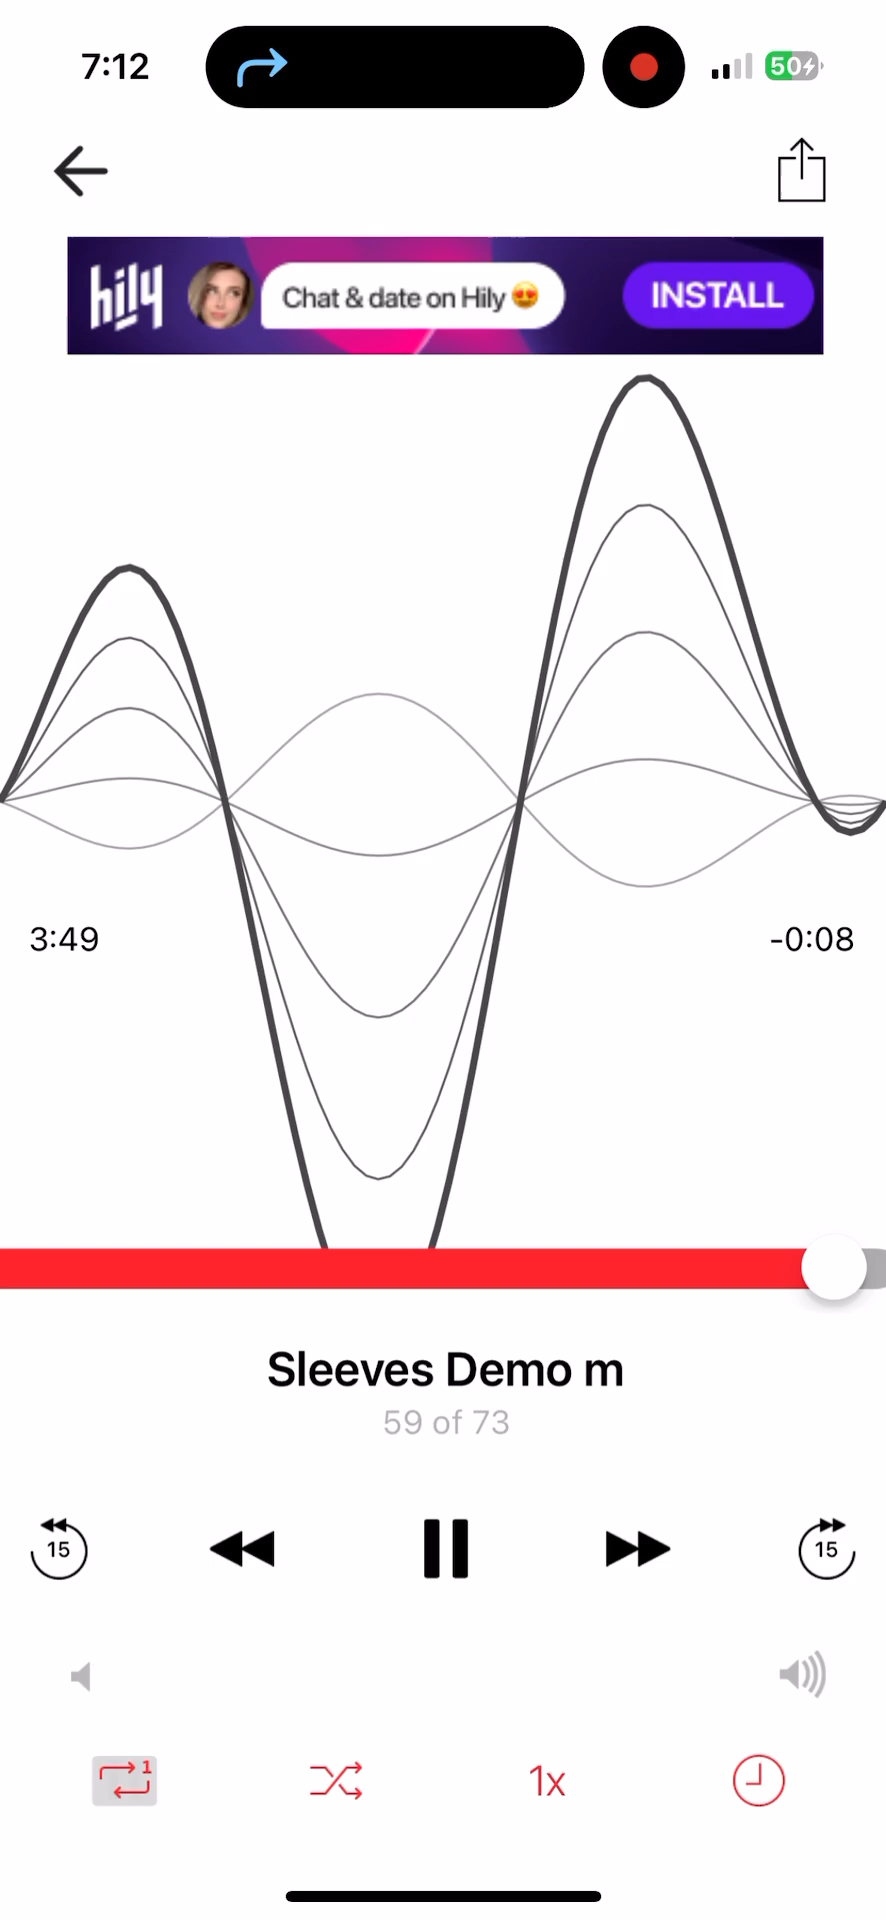 7:12
50
hily
Chat & date on Hily 😍
INSTALL
3:49
-0:08
Sleeves Demo m
59 of 73
15
15
1
1x